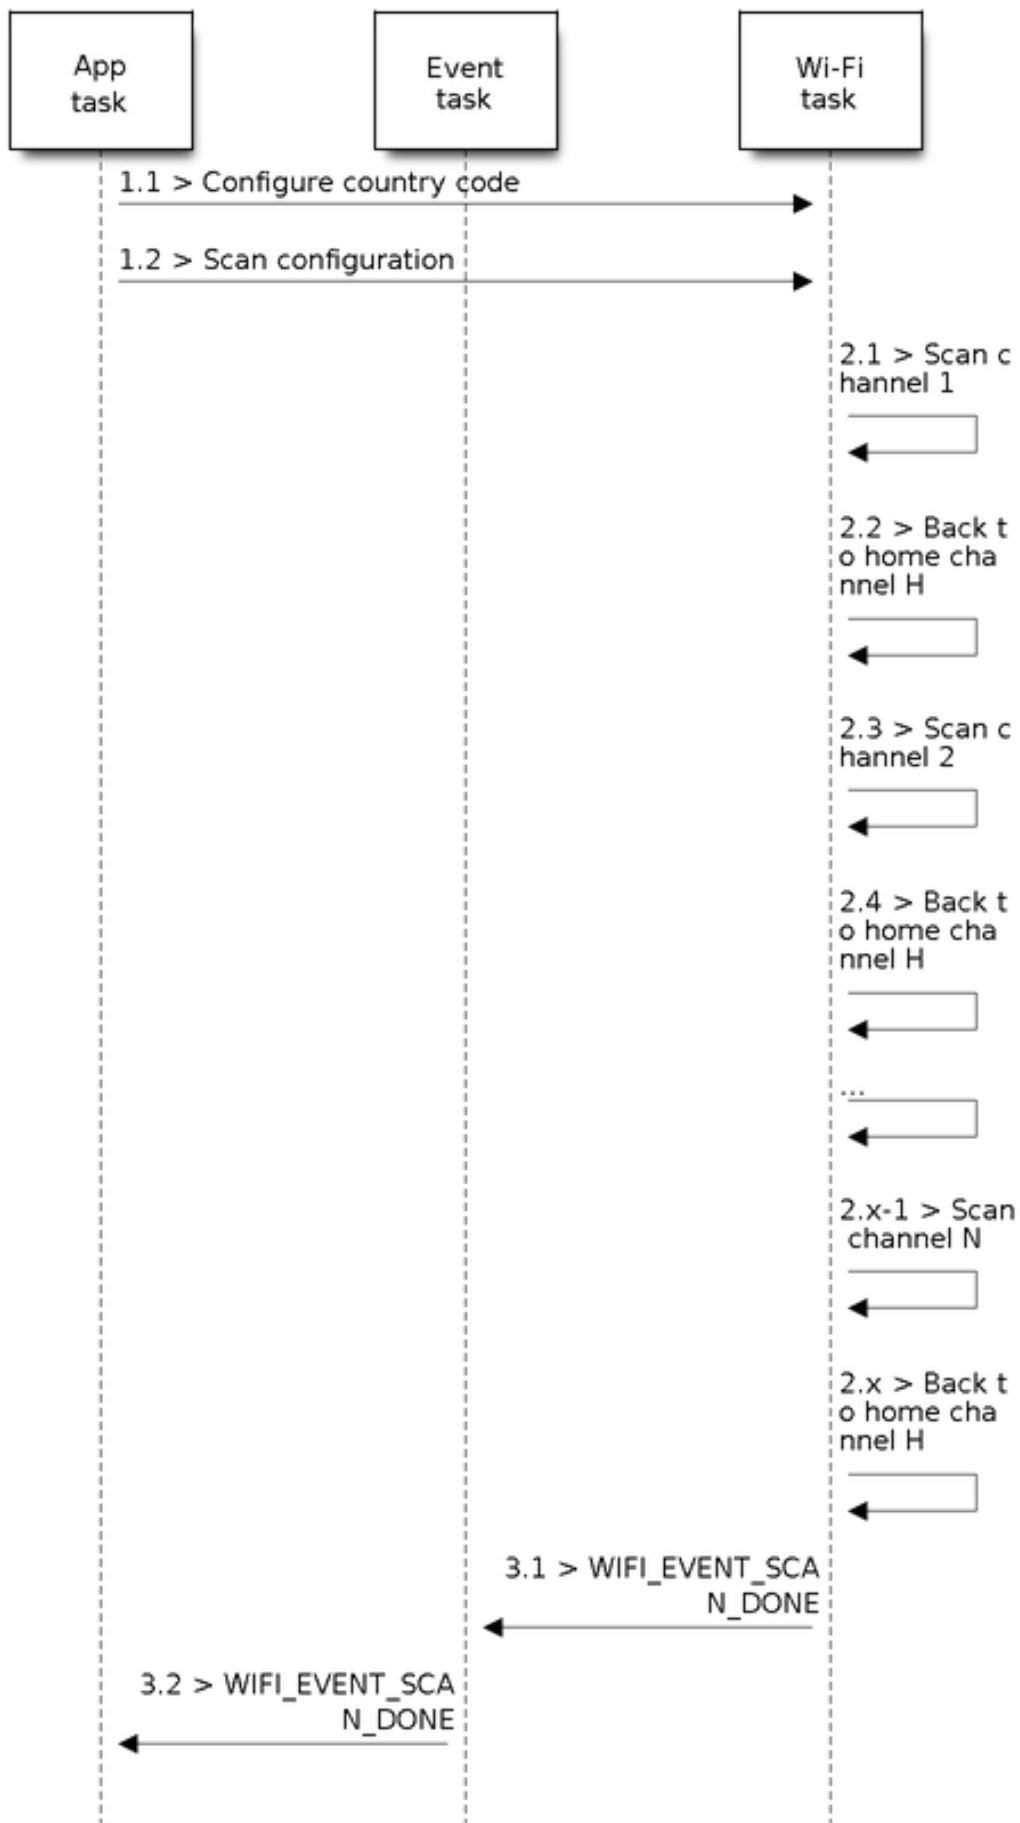 App
task
Event
task
Wi-Fi
task
1.1 > Configure country code
1.2 > Scan configuration
2.1 > Scan c
hannel 1
2.2 > Back t
o home cha
nnel H
2.3 > Scan c
hannel 2
2.4 > Back t
o home cha
nnel H
...
2.x-1 > Scan
channel N
2.x > Back t
o home cha
nnel H
3.1 > WIFI_EVENT_SCA
N_DONE
3.2 > WIFI_EVENT_SCA
N_DONE